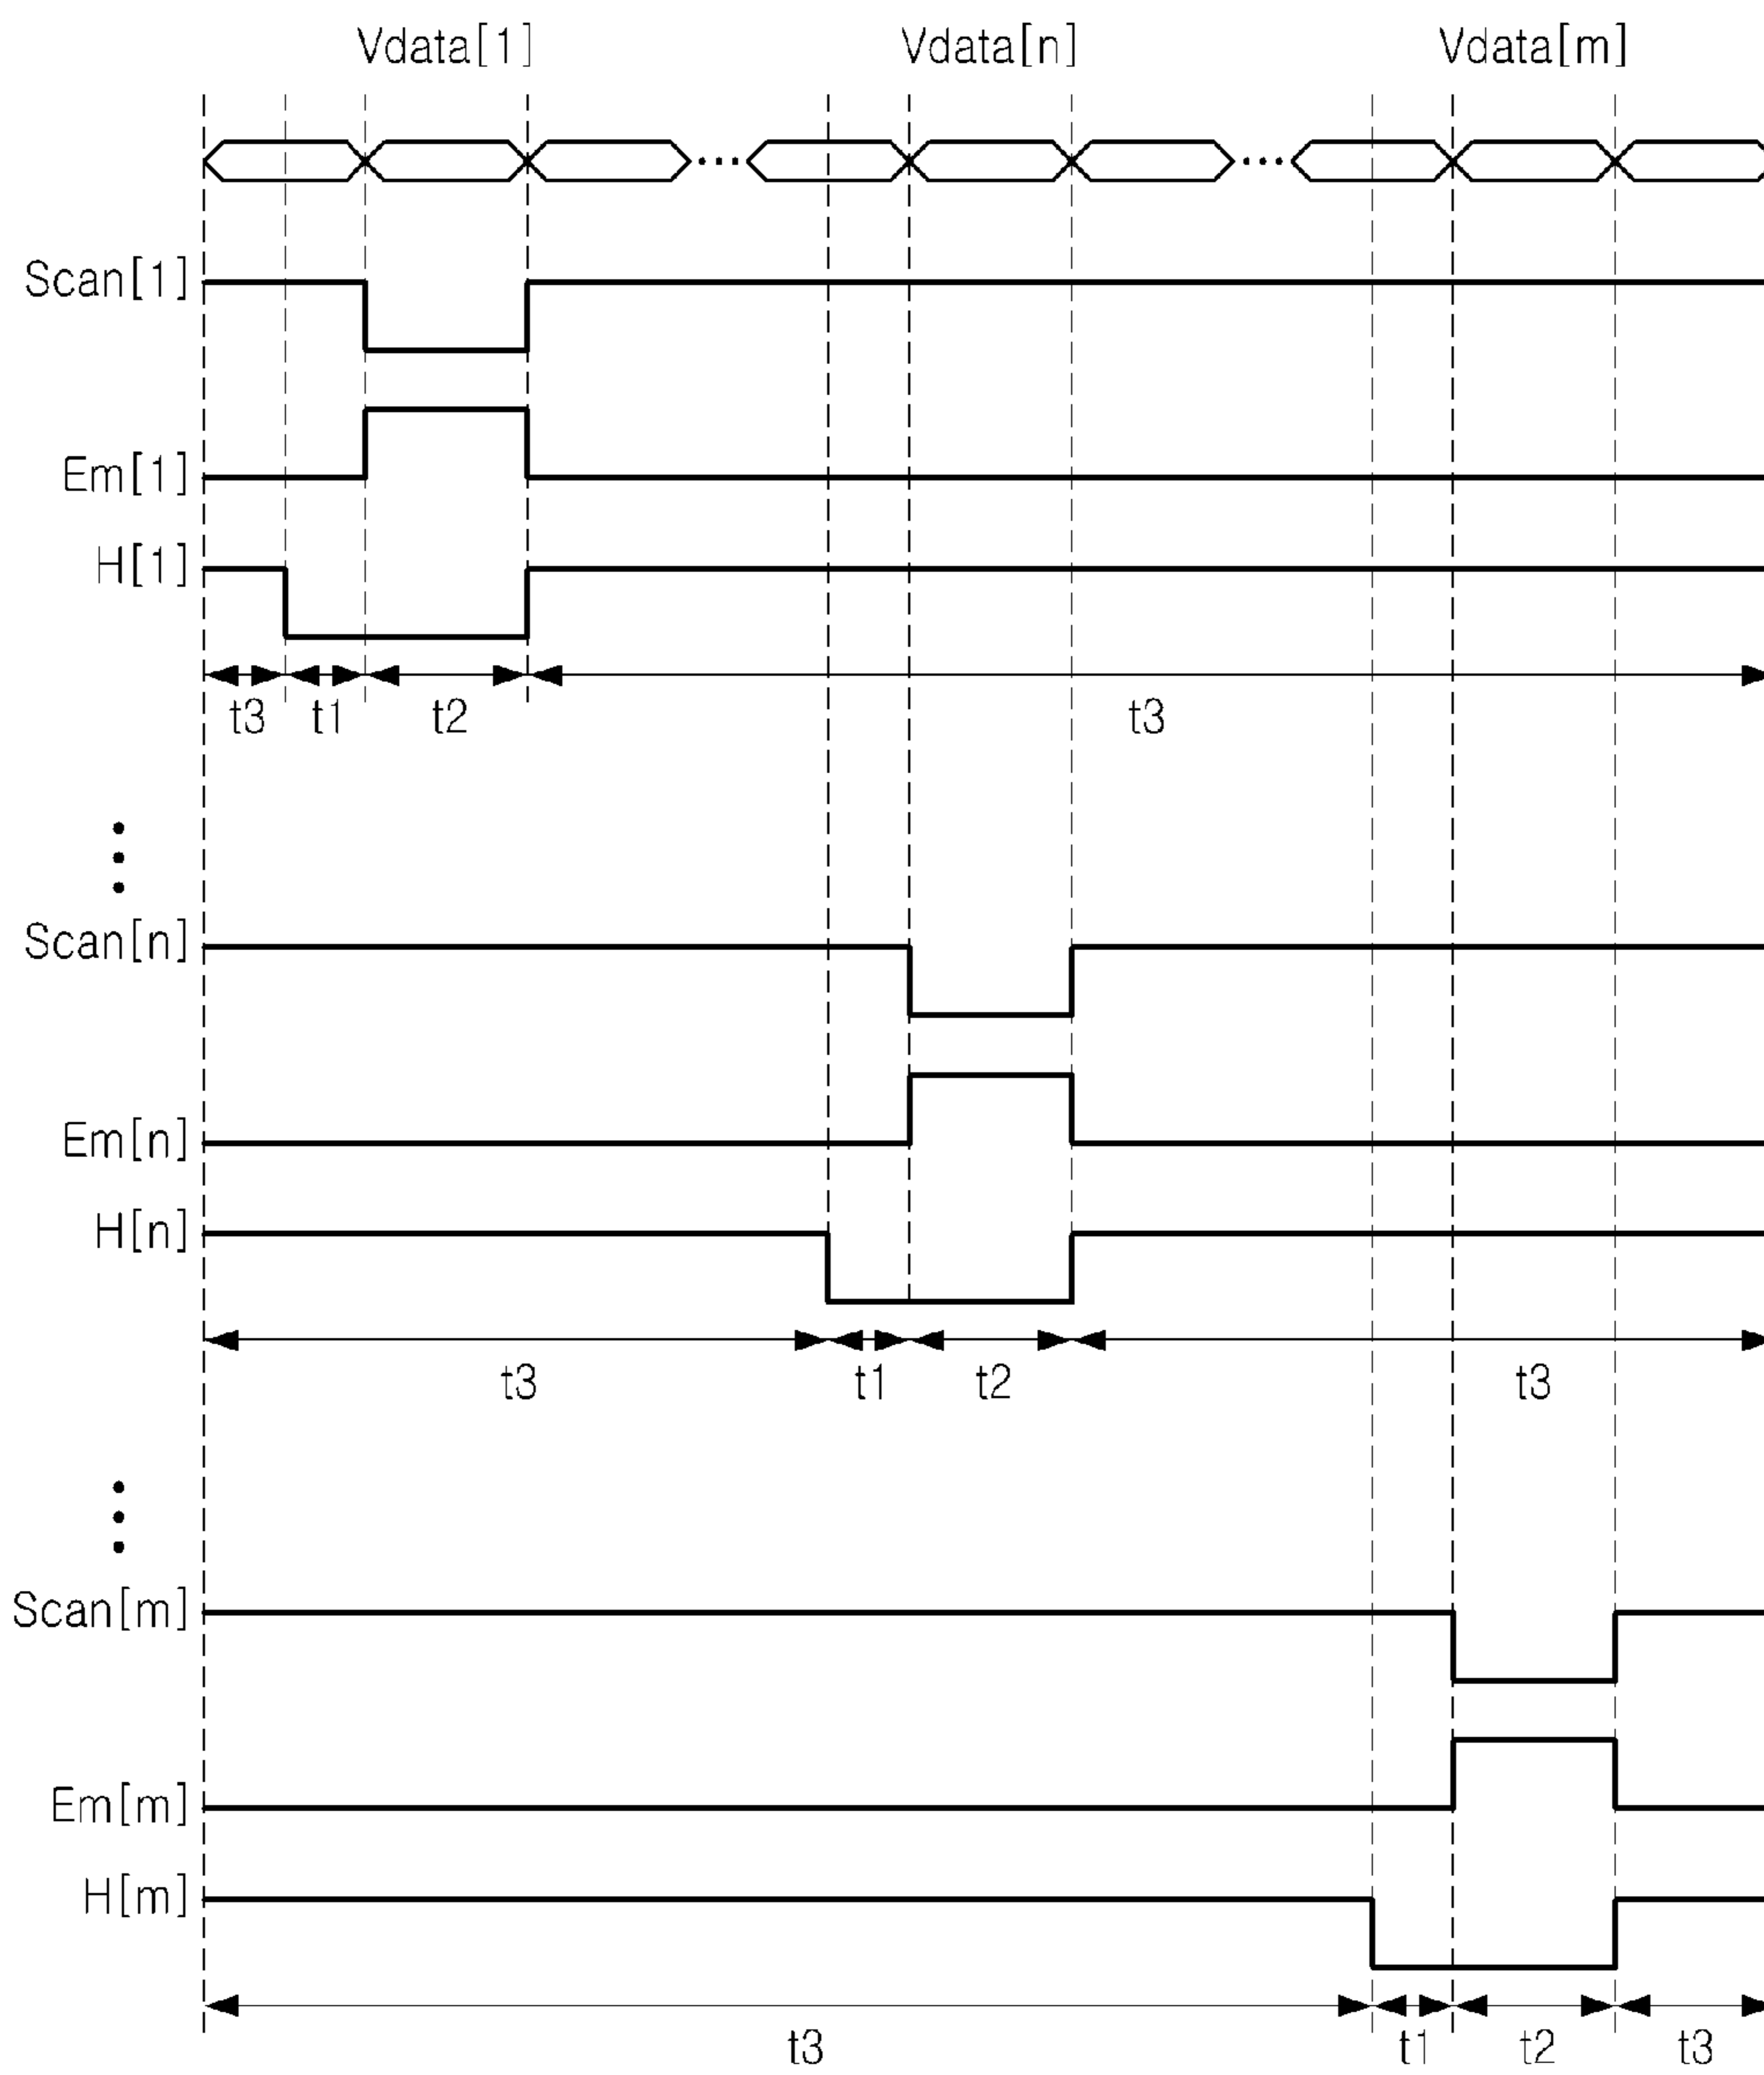 Vdata[1] Vdata[n] Vdata[m]
Scan[1]
Em[1]
H[1]
t3 t1 t2 t3
Scan[n]
Em[n]
H[n]
t3 t1 t2 t3
Scan[m]
Em[m]
H[m]
t3 t1 t2 t3